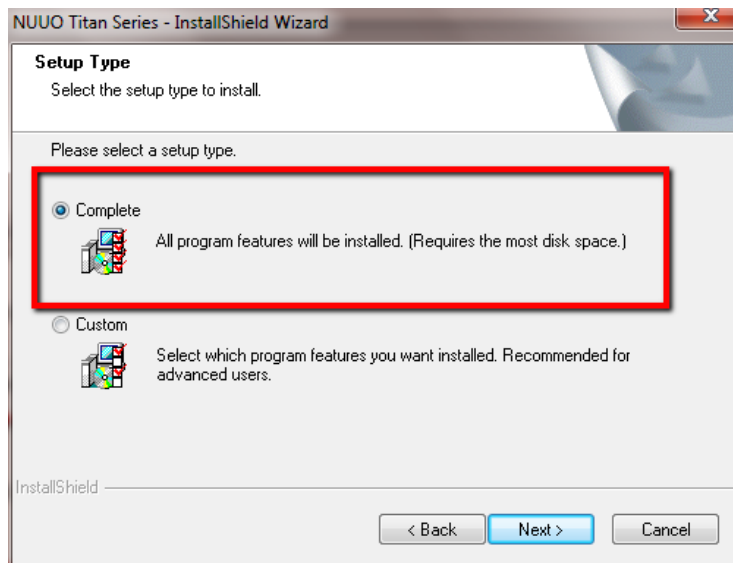 NUUO Titan Series - InstallShield Wizard
Setup Type
Select the setup type to install.
Please select a setup type.
Complete
All program features will be installed. (Requires the most disk space.)
Custom
Select which program features you want installed. Recommended for
advanced users.
InstallShield
< Back
Next >
Cancel